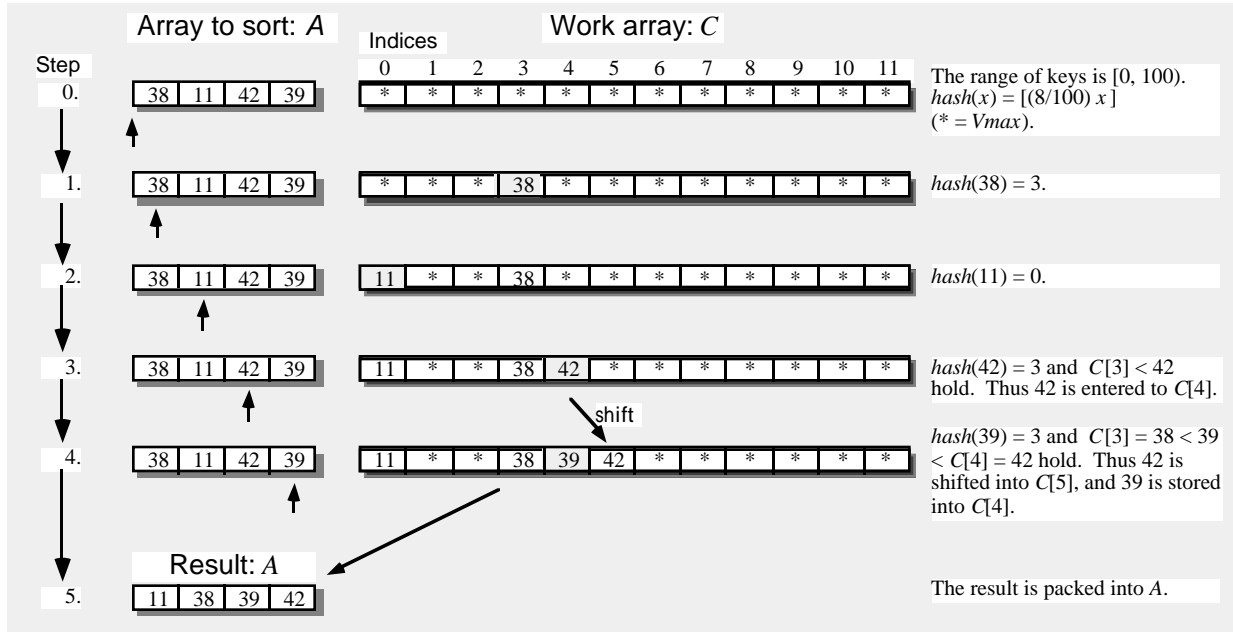 Array to sort: A
Work array: C
Indices
Step
0 1 2 3 4 5 6 7 8 9 10 11
0.
38 11 42 39
* * * * * * * * * * * *
The range of keys is [0, 100).
hash(x) = [(8/100) x ]
(* = Vmax).
1.
38 11 42 39
* * * 38 * * * * * * * *
hash(38) = 3.
2.
38 11 42 39
11 * * 38 * * * * * * * *
hash(11) = 0.
3.
38 11 42 39
11 * * 38 42 * * * * * * *
hash(42) = 3 and C[3] < 42
hold. Thus 42 is entered to C[4].
shift
4.
38 11 42 39
11 * * 38 39 42 * * * * * *
hash(39) = 3 and C[3] = 38 < 39
< C[4] = 42 hold. Thus 42 is
shifted into C[5], and 39 is stored
into C[4].
Result: A
5.
11 38 39 42
The result is packed into A.